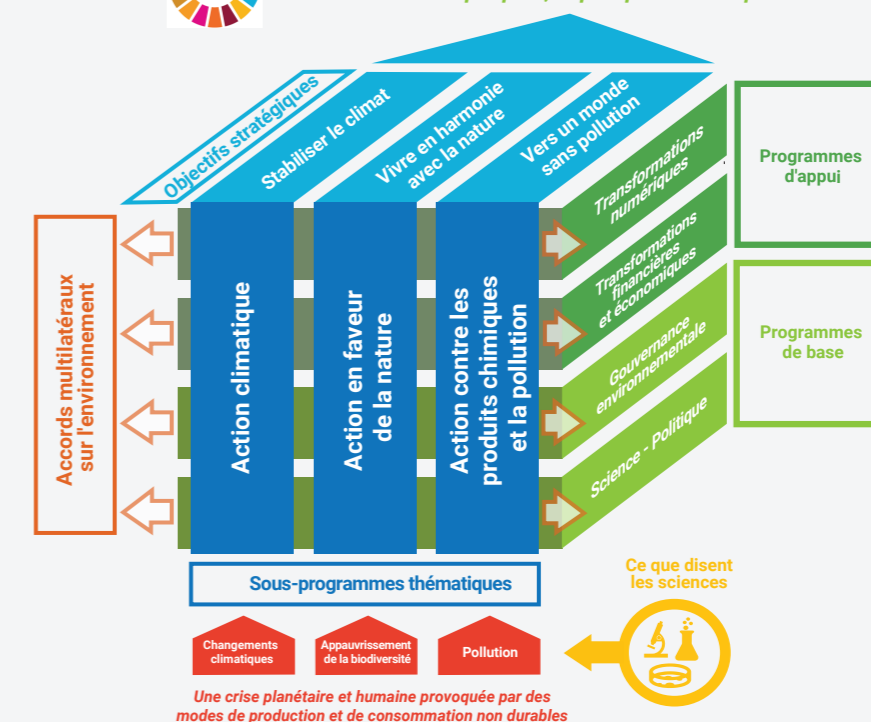 Objectifs stratégiques
Stabiliser le climat
Vivre en harmonie
avec la nature
Vers un monde
sans pollution
Transformations
numériques
Transformations
financières
et économiques
Gouvernance
environnementale
Science - Politique
Programmes
d'appui
Programmes
de base
Accords multilatéraux
sur l'environnement
Action climatique
Action en faveur
de la nature
Action contre les
produits chimiques
et la pollution
Sous-programmes thématiques
Ce que disent
les sciences
Changements
climatiques
Appauvrissement
de la biodiversité
Pollution
Une crise planétaire et humaine provoquée par des
modes de production et de consommation non durables